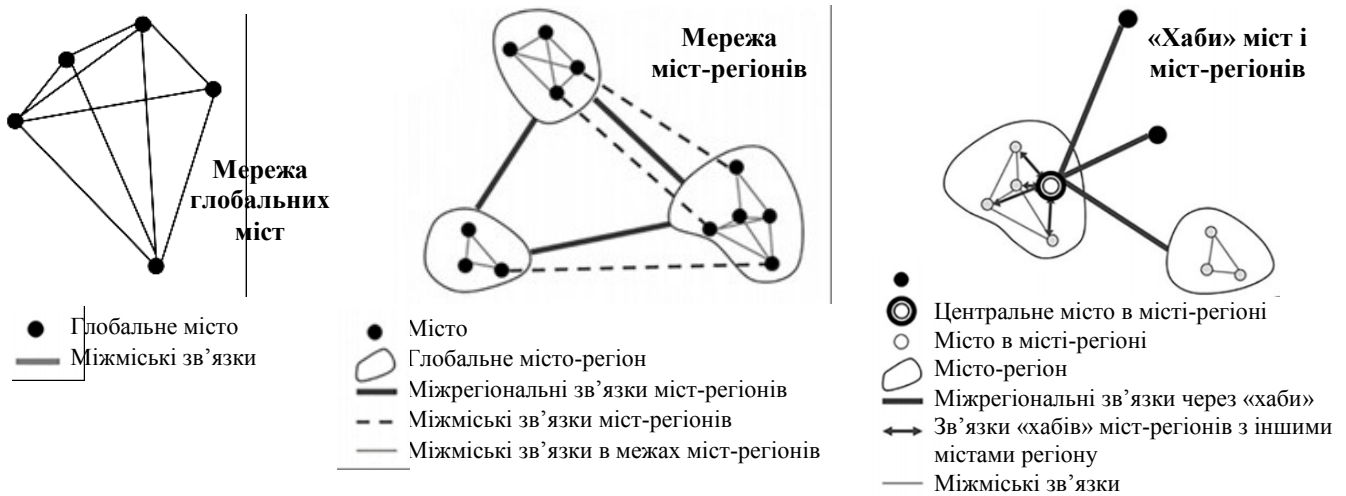 Мережа
глобальних
міст
Глобальне місто
Міжміські зв’язки
Мережа
міст-регіонів
Місто
Глобальне місто-регіон
Міжрегіональні зв’язки міст-регіонів
Міжміські зв’язки міст-регіонів
Міжміські зв’язки в межах міст-регіонів
«Хаби» міст і
міст-регіонів
Центральне місто в місті-регіоні
Місто в місті-регіоні
Місто-регіон
Міжрегіональні зв’язки через «хаби»
Зв’язки «хабів» міст-регіонів з іншими
містами регіону
Міжміські зв’язки